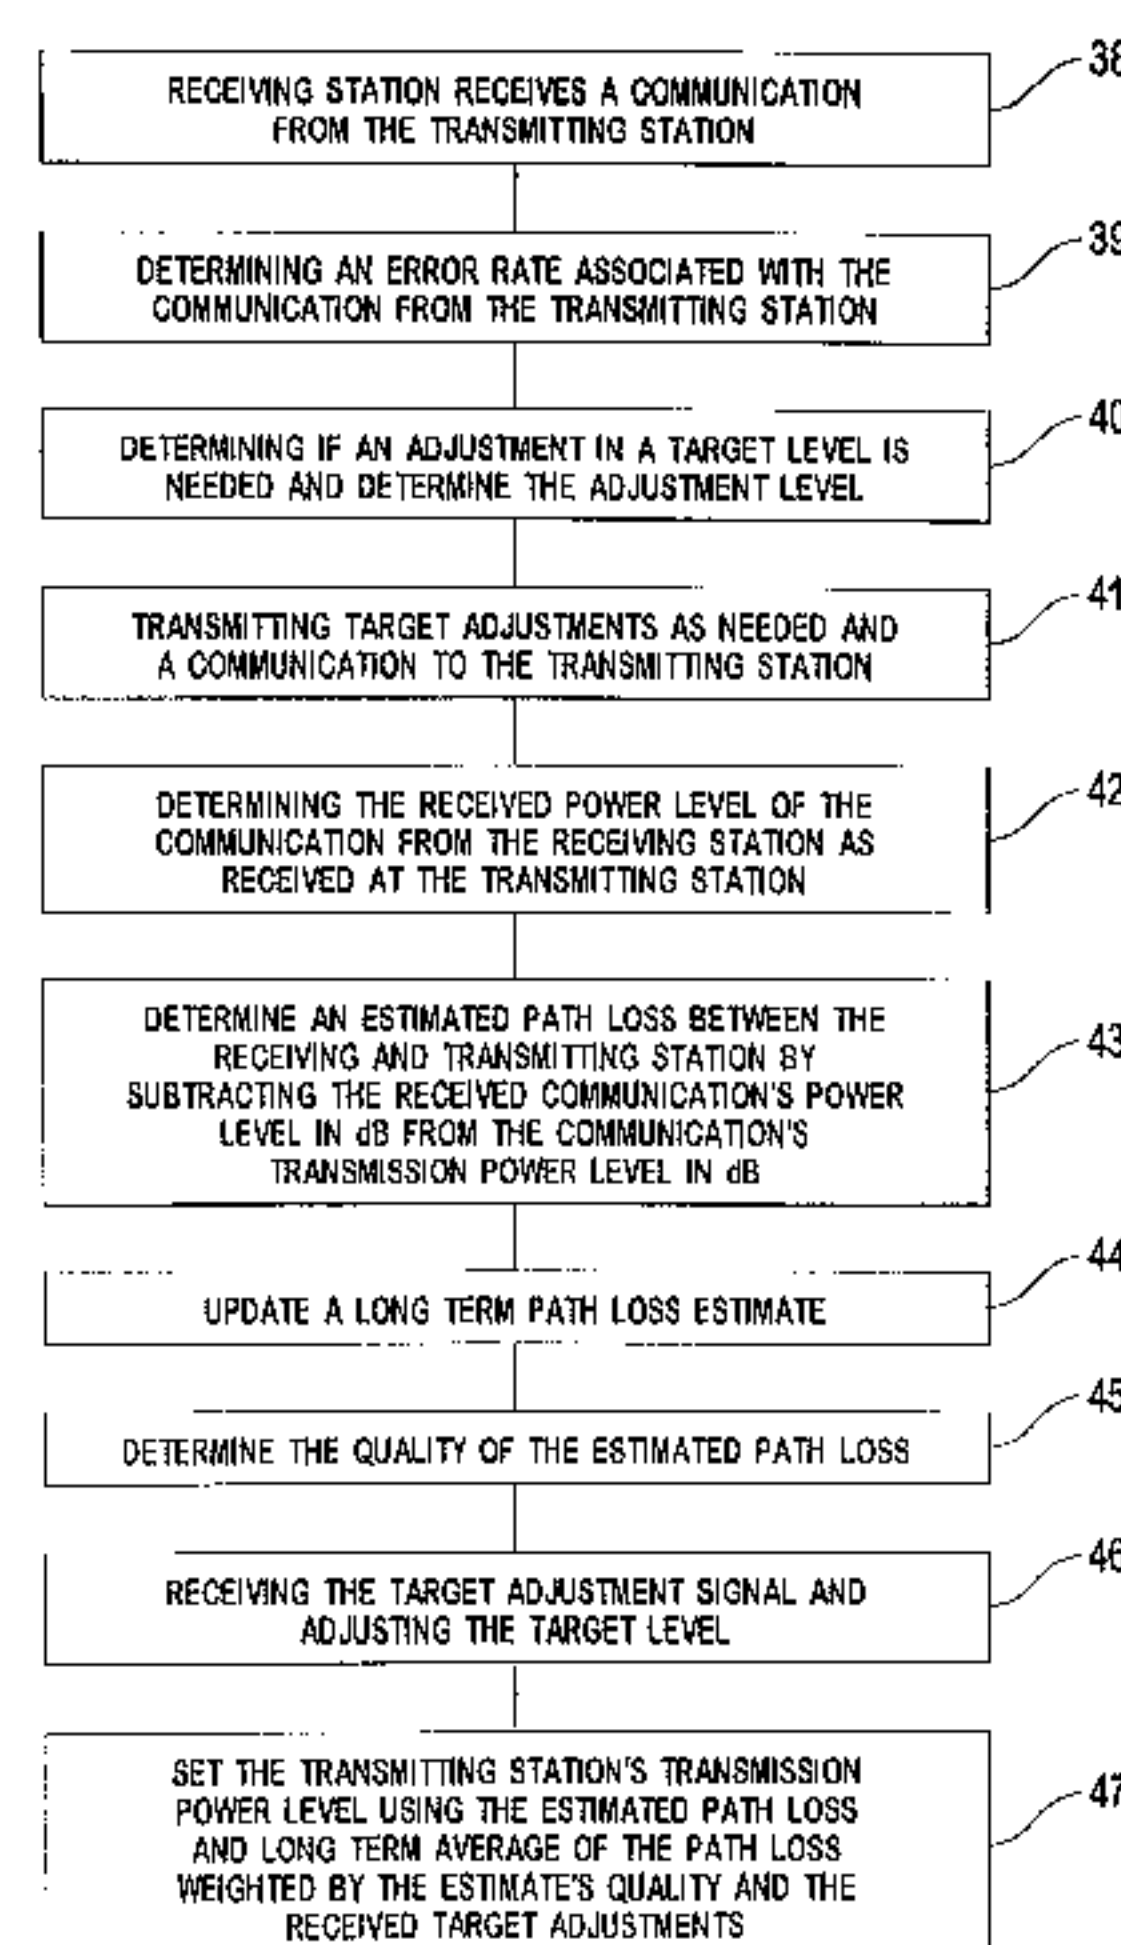 38
RECEIVING STATION RECEIVES A COMMUNICATION
FROM THE TRANSMITTING STATION
39
DETERMINING AN ERROR RATE ASSOCIATED WITH THE
COMMUNICATION FROM THE TRANSMITTING STATION
40
DETERMINING IF AN ADJUSTMENT IN A TARGET LEVEL IS
NEEDED AND DETERMINE THE ADJUSTMENT LEVEL
41
TRANSMITTING TARGET ADJUSTMENTS AS NEEDED AND
A COMMUNICATION TO THE TRANSMITTING STATION
42
DETERMINING THE RECEIVED POWER LEVEL OF THE
COMMUNICATION FROM THE RECEIVING STATION AS
RECEIVED AT THE TRANSMITTING STATION
43
DETERMINE AN ESTIMATED PATH LOSS BETWEEN THE
RECEIVING AND TRANSMITTING STATION BY
SUBTRACTING THE RECEIVED COMMUNICATION'S POWER
LEVEL IN dB FROM THE COMMUNICATION'S
TRANSMISSION POWER LEVEL IN dB
44
UPDATE A LONG TERM PATH LOSS ESTIMATE
45
DETERMINE THE QUALITY OF THE ESTIMATED PATH LOSS
46
RECEIVING THE TARGET ADJUSTMENT SIGNAL AND
ADJUSTING THE TARGET LEVEL
47
SET THE TRANSMITTING STATION'S TRANSMISSION
POWER LEVEL USING THE ESTIMATED PATH LOSS
AND LONG TERM AVERAGE OF THE PATH LOSS
WEIGHTED BY THE ESTIMATE'S QUALITY AND THE
RECEIVED TARGET ADJUSTMENTS